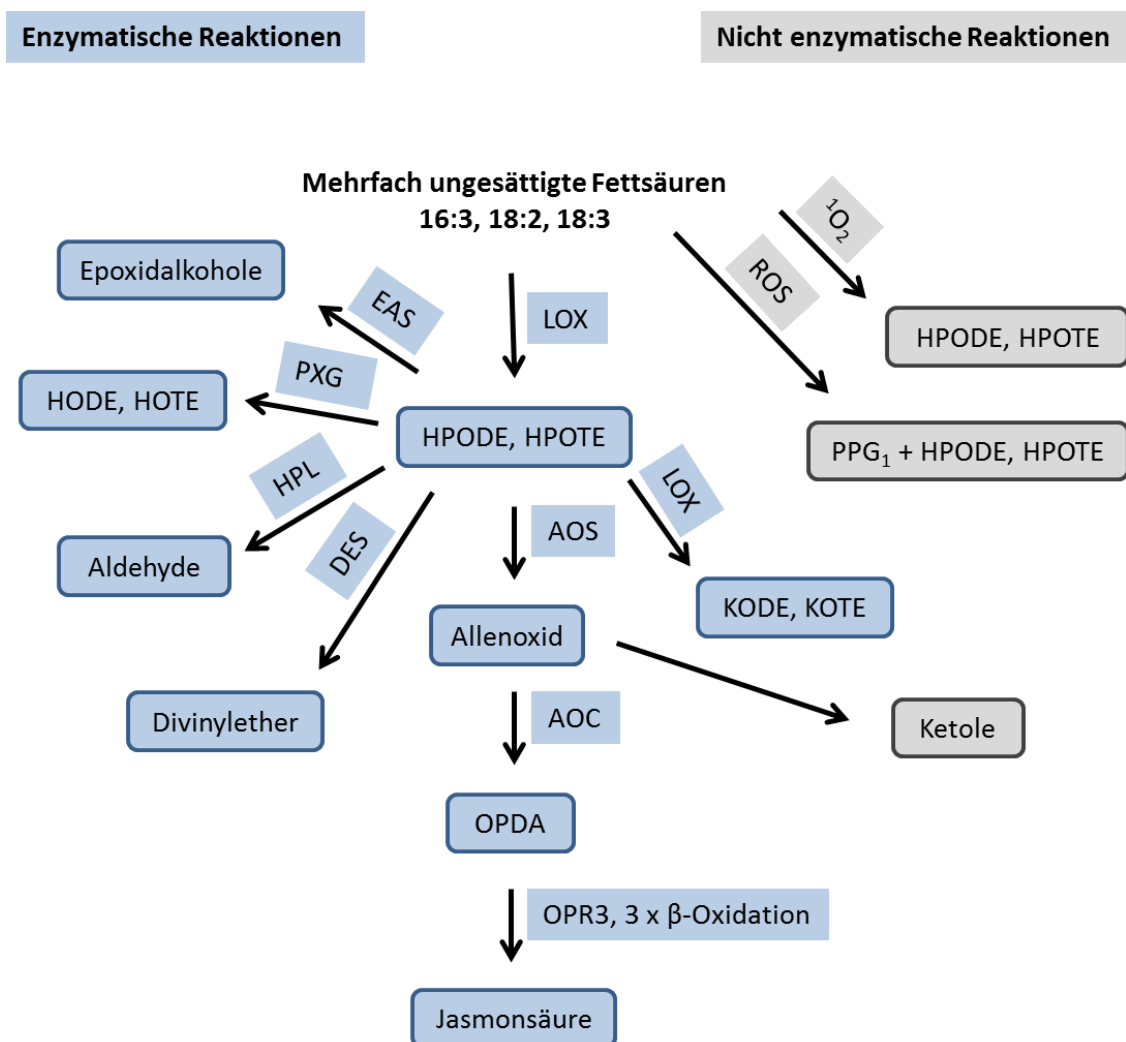 Enzymatische Reaktionen
Nicht enzymatische Reaktionen
Mehrfach ungesättigte Fettsäuren
16:3, 18:2, 18:3
¹O₂
ROS
Epoxidalkohole
EAS
LOX
HPODE, HPOTE
PXG
HODE, HOTE
HPODE, HPOTE
PPG₁ + HPODE, HPOTE
HPL
LOX
DES
AOS
Aldehyde
KODE, KOTE
Allenoxid
Divinylether
AOC
Ketole
OPDA
OPR3, 3 x β-Oxidation
Jasmonsäure